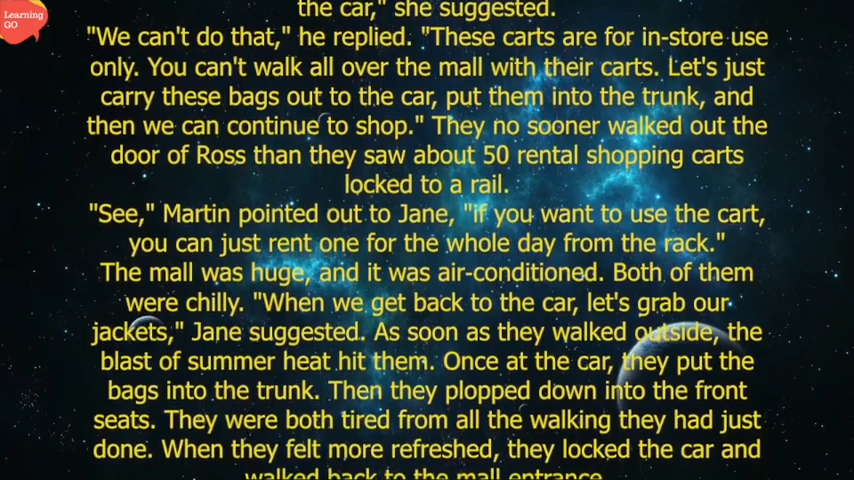 Learning
GO
the car," she suggested.
"We can't do that," he replied. "These carts are for in-store use
only. You can't walk all over the mall with their carts. Let's just
carry these bags out to the car, put them into the trunk, and
then we can continue to shop." They no sooner walked out the
door of Ross than they saw about 50 rental shopping carts
locked to a rail.
"See," Martin pointed out to Jane, "if you want to use the cart,
you can just rent one for the whole day from the rack."
The mall was huge, and it was air-conditioned. Both of them
were chilly. "When we get back to the car, let's grab our
jackets," Jane suggested. As soon as they walked outside, the
blast of summer heat hit them. Once at the car, they put the
bags into the trunk. Then they plopped down into the front
seats. They were both tired from all the walking they had just
done. When they felt more refreshed, they locked the car and
walked back to the mall entrance.